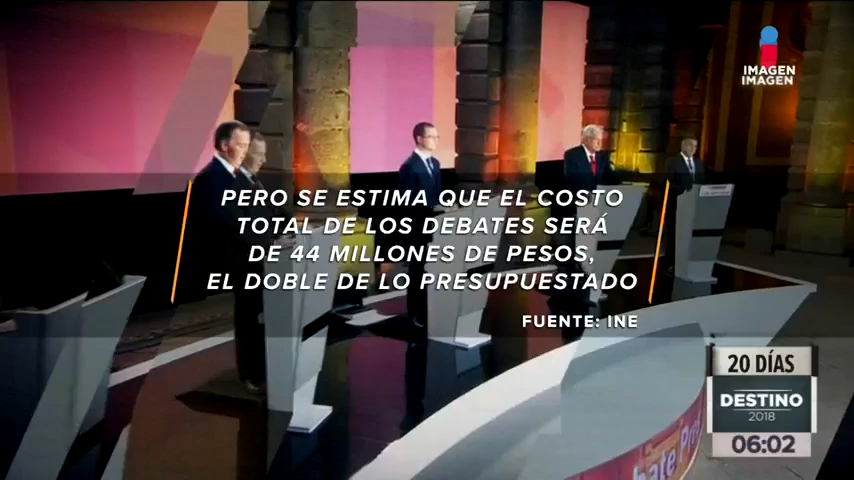 IMAGEN
IMAGEN
PERO SE ESTIMA QUE EL COSTO
TOTAL DE LOS DEBATES SERÁ
DE 44 MILLONES DE PESOS,
EL DOBLE DE LO PRESUPUESTADO
FUENTE: INE
20 DÍAS
DESTINO
2018
06:02